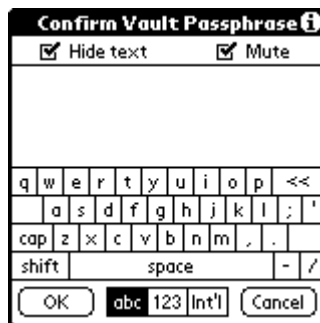 Confirm Vault Passphrase i
Hide text Mute
q w e r t y u i o p <<
a s d f g h j k l ; '
cap z x c v b n m , .
shift space - /
OK abc 123 Int'l Cancel